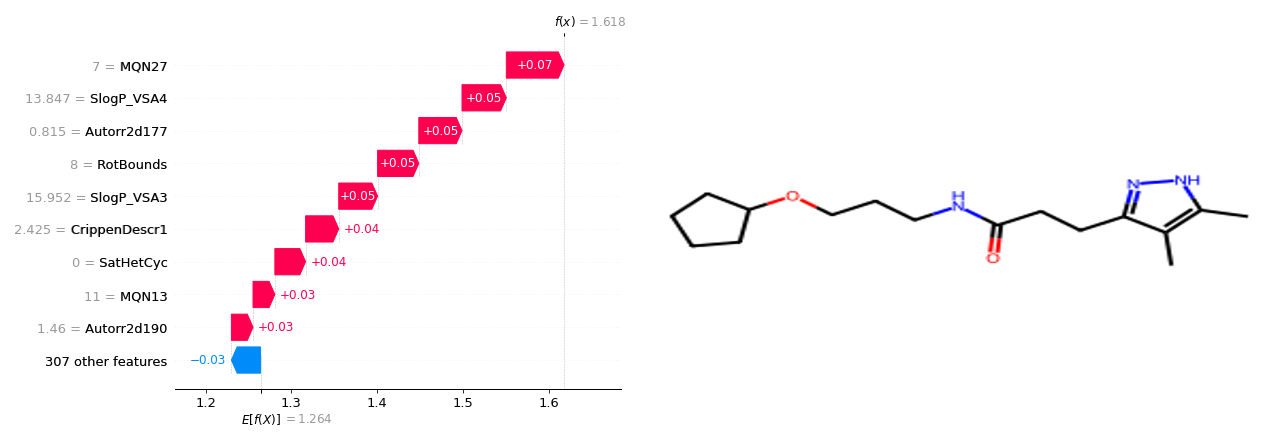 f(x) = 1.618
7 = MQN27
+0.07
13.847 = SlogP_VSA4
+0.05
0.815 = Autorr2d177
+0.05
8 = RotBounds
+0.05
15.952 = SlogP_VSA3
+0.05
2.425 = CrippenDescr1
+0.04
0 = SatHetCyc
+0.04
11 = MQN13
+0.03
1.46 = Autorr2d190
+0.03
307 other features
−0.03
1.2 1.3 1.4 1.5 1.6
E[f(X)] = 1.264
O
H
N
O
N
NH